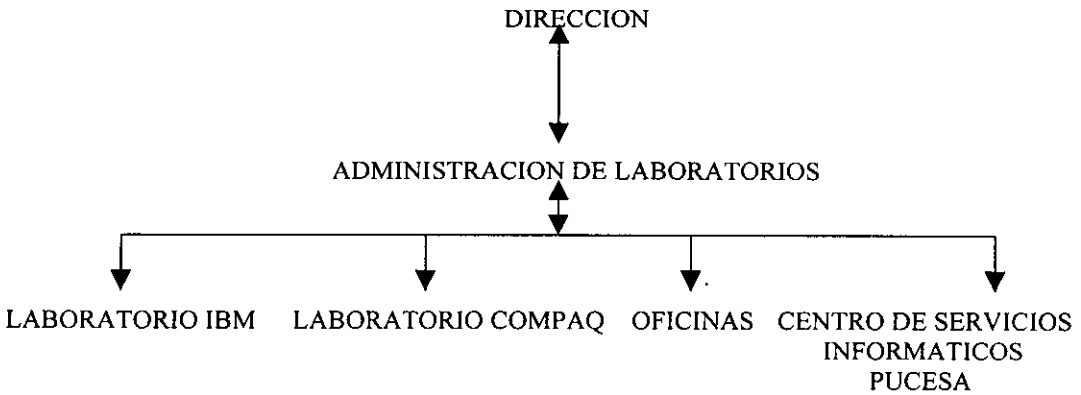 DIRECCION
ADMINISTRACION DE LABORATORIOS
LABORATORIO IBM
LABORATORIO COMPAQ
OFICINAS
CENTRO DE SERVICIOS
INFORMATICOS
PUCESA